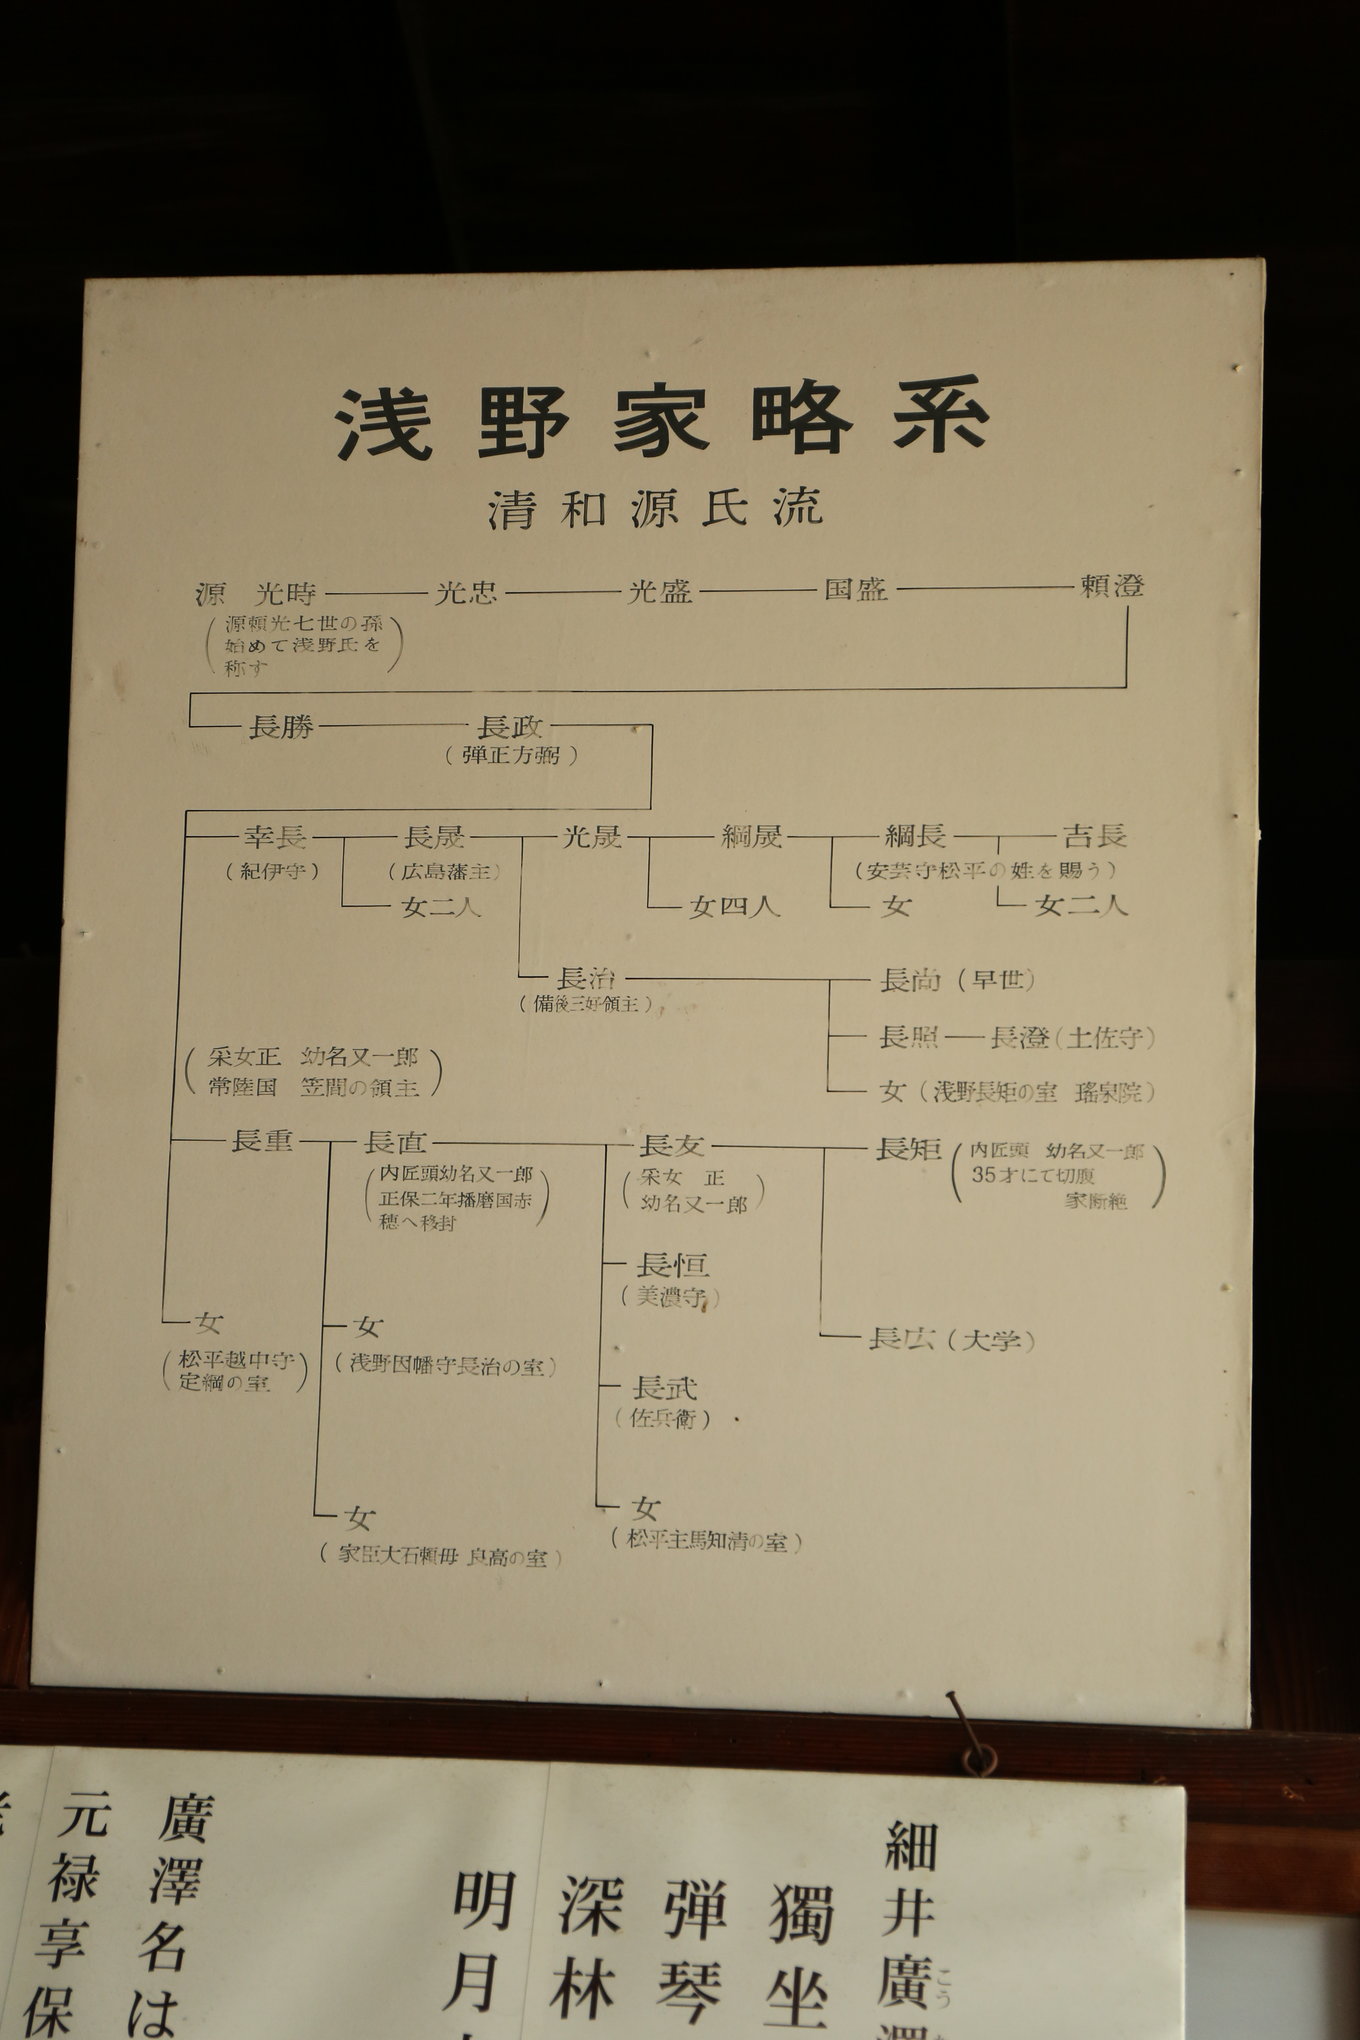 浅野家略系
清和源氏流
源 光時 光忠 光盛 国盛 頼澄
(源頼光七世の孫
始めて浅野氏を
称す)
長勝 長政
(弾正方弼)
幸長 長晟 光晟 綱晟 綱長 吉長
(紀伊守) (広島藩主) (安芸守松平の姓を賜う)
女二人 女四人 女 女二人
長治 長尚 (早世)
(備後三好領主)
長照 長澄 (土佐守)
女 (浅野長矩の室 瑤泉院)
(采女正 幼名又一郎
常陸国 笠間の領主)
長重 長直 長友 長矩
(内匠頭幼名又一郎
正保二年播磨国赤
穂へ移封)
(采女 正
幼名又一郎)
(内匠頭 幼名又一郎
35才にて切腹
家断絶)
長恒
(美濃守)
女 女 長広 (大学)
(松平越中守
定綱の室)
(浅野因幡守長治の室)
長武
(佐兵衛)
女 女
(家臣大石頼母 良高の室) (松平主馬知清の室)
細井廣澤
獨坐
弾琴
深林
明月
廣澤名は
元禄享保